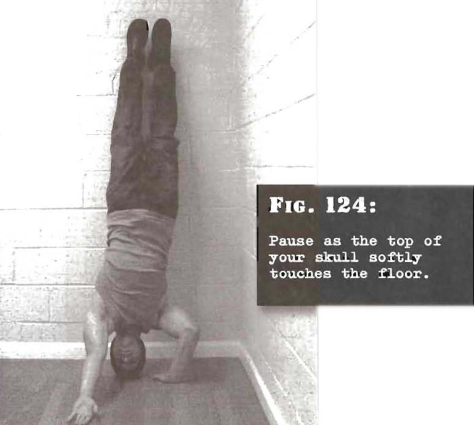 FIG. 124:
Pause as the top of
your skull softly
touches the floor.